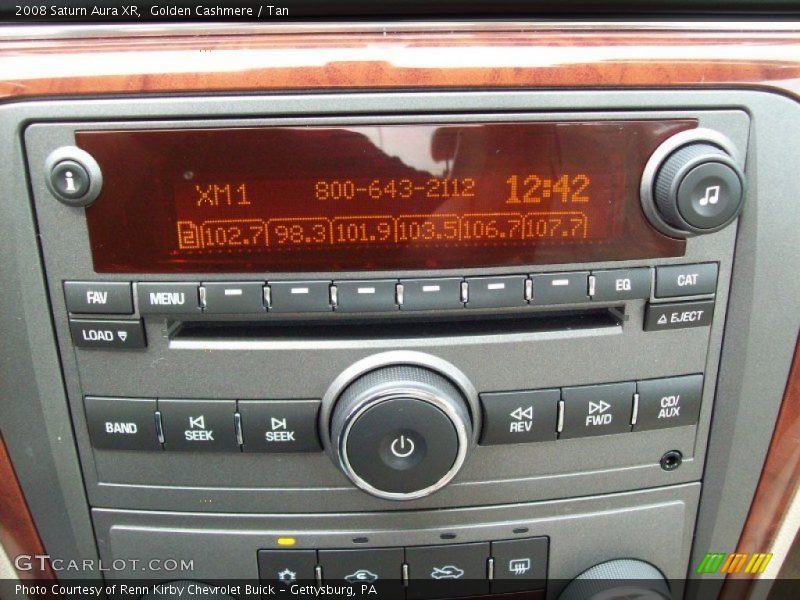 2008 Saturn Aura XR, Golden Cashmere / Tan
XM1 800-643-2112 12:42
2 102.7 98.3 101.9 103.5 106.7 107.7
i
FAV MENU EQ CAT
LOAD EJECT
BAND SEEK SEEK REV FWD CD/
AUX
GTCARLOT.COM
Photo Courtesy of Renn Kirby Chevrolet Buick - Gettysburg, PA